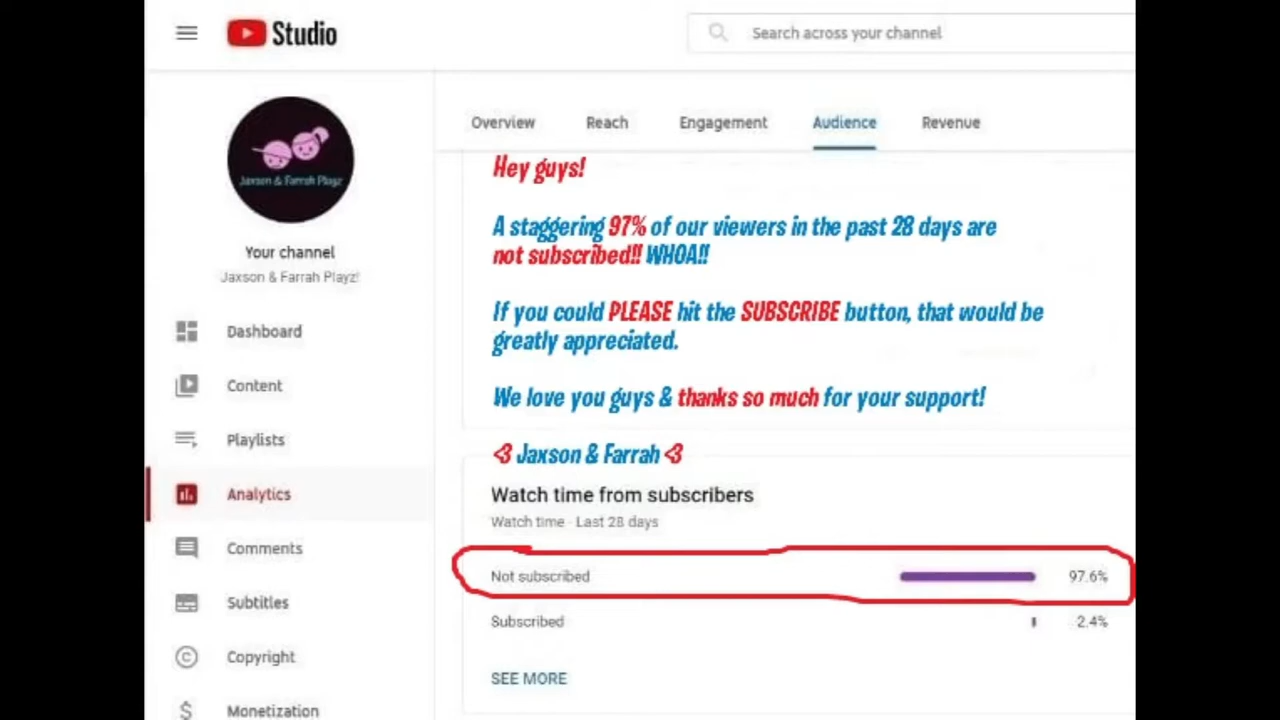 Studio
Search across your channel
Jaxson & Farrah Playz
Your channel
Jaxson & Farrah Playz!
Dashboard
Content
Playlists
Analytics
Comments
Subtitles
Copyright
Monetization
Overview Reach Engagement Audience Revenue
Hey guys!
A staggering 97% of our viewers in the past 28 days are
not subscribed!! WHOA!!
If you could PLEASE hit the SUBSCRIBE button, that would be
greatly appreciated.
We love you guys & thanks so much for your support!
<3 Jaxson & Farrah <3
Watch time from subscribers
Watch time · Last 28 days
Not subscribed 97.6%
Subscribed 2.4%
SEE MORE